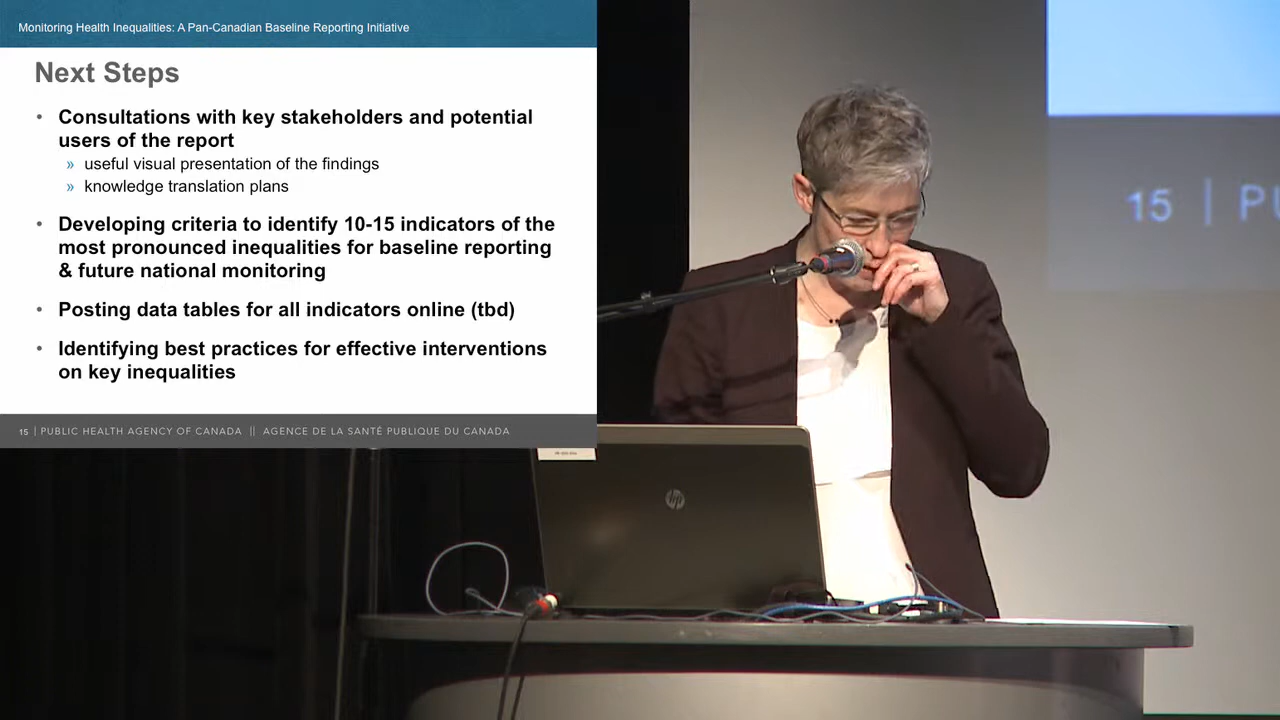 Monitoring Health Inequalities: A Pan-Canadian Baseline Reporting Initiative
Next Steps
• Consultations with key stakeholders and potential
users of the report
» useful visual presentation of the findings
» knowledge translation plans
• Developing criteria to identify 10-15 indicators of the
most pronounced inequalities for baseline reporting
& future national monitoring
• Posting data tables for all indicators online (tbd)
• Identifying best practices for effective interventions
on key inequalities
15 | PUBLIC HEALTH AGENCY OF CANADA || AGENCE DE LA SANTÉ PUBLIQUE DU CANADA
15 | P
hp